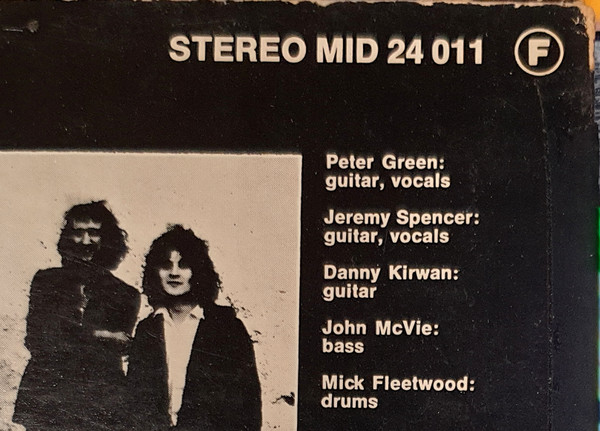 STEREO MID 24 011 F
Peter Green:
guitar, vocals
Jeremy Spencer:
guitar, vocals
Danny Kirwan:
guitar
John McVie:
bass
Mick Fleetwood:
drums